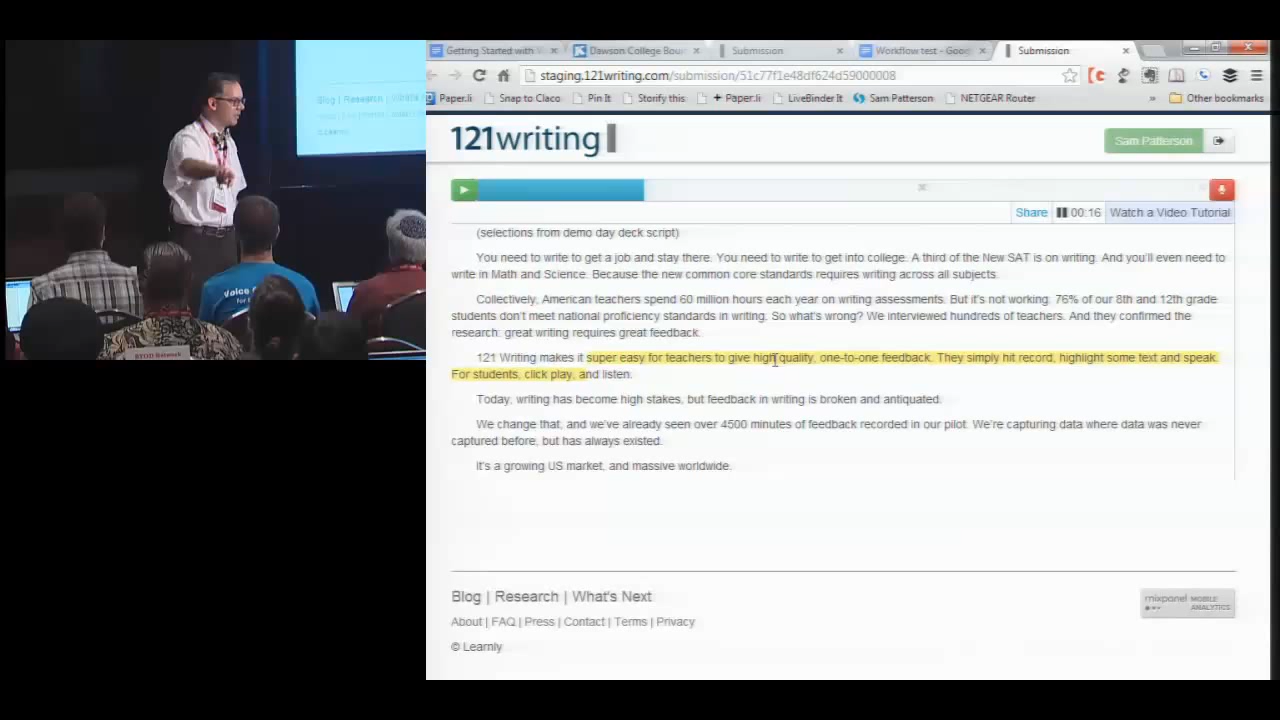 Blog | Research |
Voice
BYOD Network
Getting Started with
Dawson College Bou
Submission
Workflow test - Goo
Submission
staging.121writing.com/submission/51c77f1e48df624d59000008
Paper.li
Snap to Claco
Pin It
Storify this
+ Paper.li
LiveBinder It
Sam Patterson
NETGEAR Router
»
Other bookmarks
121writing
Sam Patterson
Share
00:16
Watch a Video Tutorial
(selections from demo day deck script)
You need to write to get a job and stay there. You need to write to get into college. A third of the New SAT is on writing. And you'll even need to
write in Math and Science. Because the new common core standards requires writing across all subjects.
Collectively, American teachers spend 60 million hours each year on writing assessments. But it's not working. 76% of our 8th and 12th grade
students don't meet national proficiency standards in writing. So what's wrong? We interviewed hundreds of teachers. And they confirmed the
research: great writing requires great feedback.
121 Writing makes it super easy for teachers to give high quality, one-to-one feedback. They simply hit record, highlight some text and speak.
For students, click play, and listen.
Today, writing has become high stakes, but feedback in writing is broken and antiquated.
We change that, and we've already seen over 4500 minutes of feedback recorded in our pilot. We're capturing data where data was never
captured before, but has always existed.
It's a growing US market, and massive worldwide.
Blog | Research | What's Next
About | FAQ | Press | Contact | Terms | Privacy
© Learnly
mixpanel MOBILE
ANALYTICS